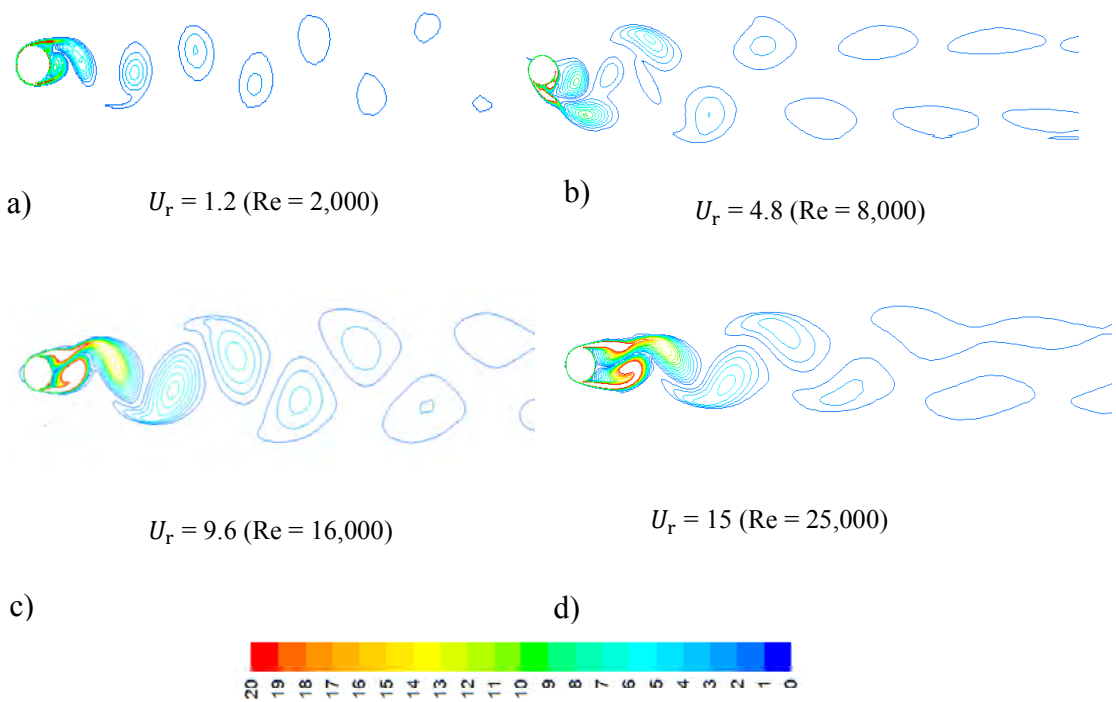 a)
U_r = 1.2 (Re = 2,000)
b)
U_r = 4.8 (Re = 8,000)
U_r = 9.6 (Re = 16,000)
U_r = 15 (Re = 25,000)
c)
d)
20 19 18 17 16 15 14 13 12 11 10 9 8 7 6 5 4 3 2 1 0